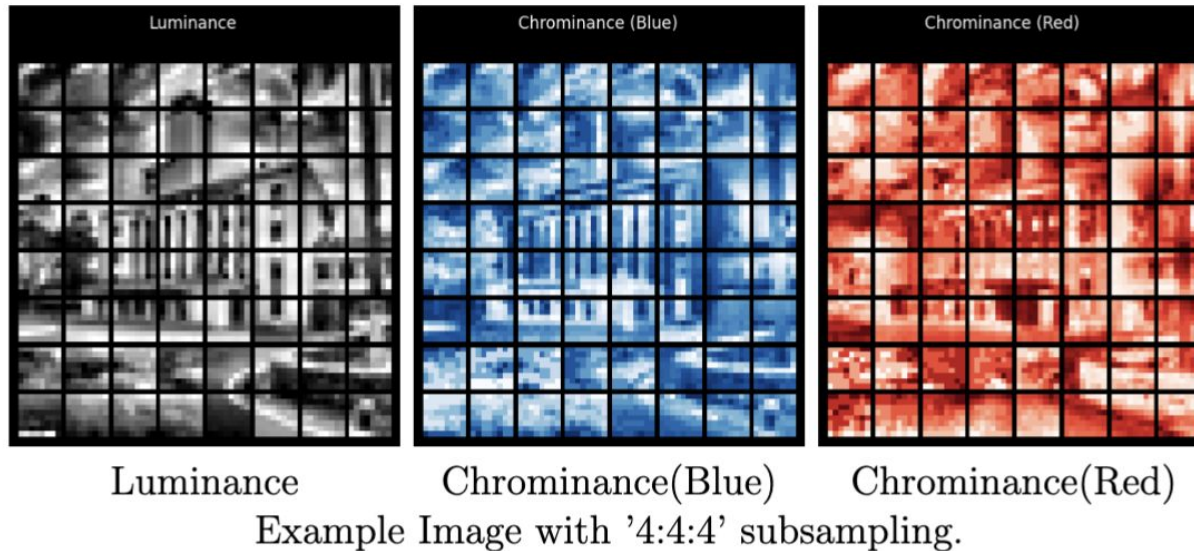 Luminance Chrominance (Blue) Chrominance (Red)
Luminance Chrominance(Blue) Chrominance(Red)
Example Image with '4:4:4' subsampling.